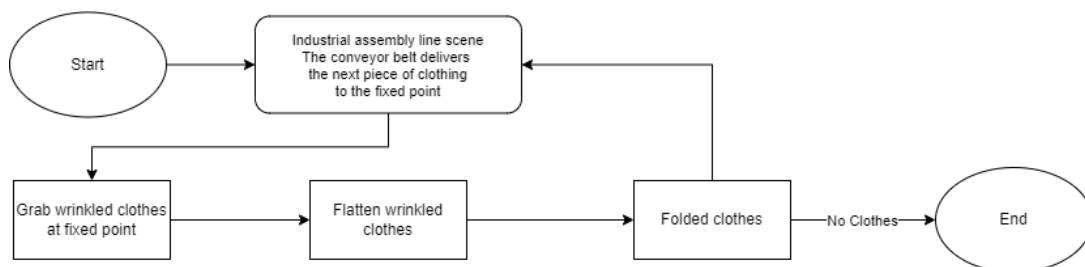 Start
Industrial assembly line scene
The conveyor belt delivers
the next piece of clothing
to the fixed point
Grab wrinkled clothes
at fixed point
Flatten wrinkled
clothes
Folded clothes
No Clothes
End